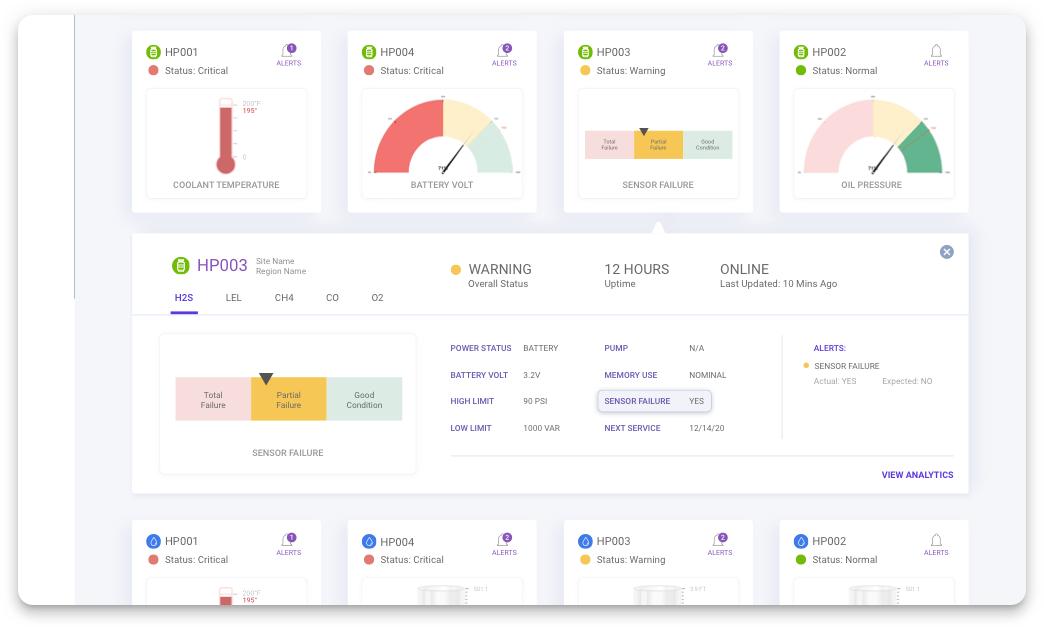 HP001
1
ALERTS
Status: Critical
200°F
195°
0
COOLANT TEMPERATURE
HP004
2
ALERTS
Status: Critical
BATTERY VOLT
HP003
2
ALERTS
Status: Warning
Total Failure
Partial Failure
Good Condition
SENSOR FAILURE
HP002
ALERTS
Status: Normal
OIL PRESSURE
HP003
Site Name
Region Name
WARNING
Overall Status
12 HOURS
Uptime
ONLINE
Last Updated: 10 Mins Ago
H2S LEL CH4 CO O2
Total Failure
Partial Failure
Good Condition
SENSOR FAILURE
POWER STATUS BATTERY
BATTERY VOLT 3.2V
HIGH LIMIT 90 PSI
LOW LIMIT 1000 VAR
PUMP N/A
MEMORY USE NOMINAL
SENSOR FAILURE YES
NEXT SERVICE 12/14/20
ALERTS:
SENSOR FAILURE
Actual: YES Expected: NO
VIEW ANALYTICS
HP001
1
ALERTS
Status: Critical
200°F
195°
HP004
2
ALERTS
Status: Critical
HP003
2
ALERTS
Status: Warning
HP002
ALERTS
Status: Normal